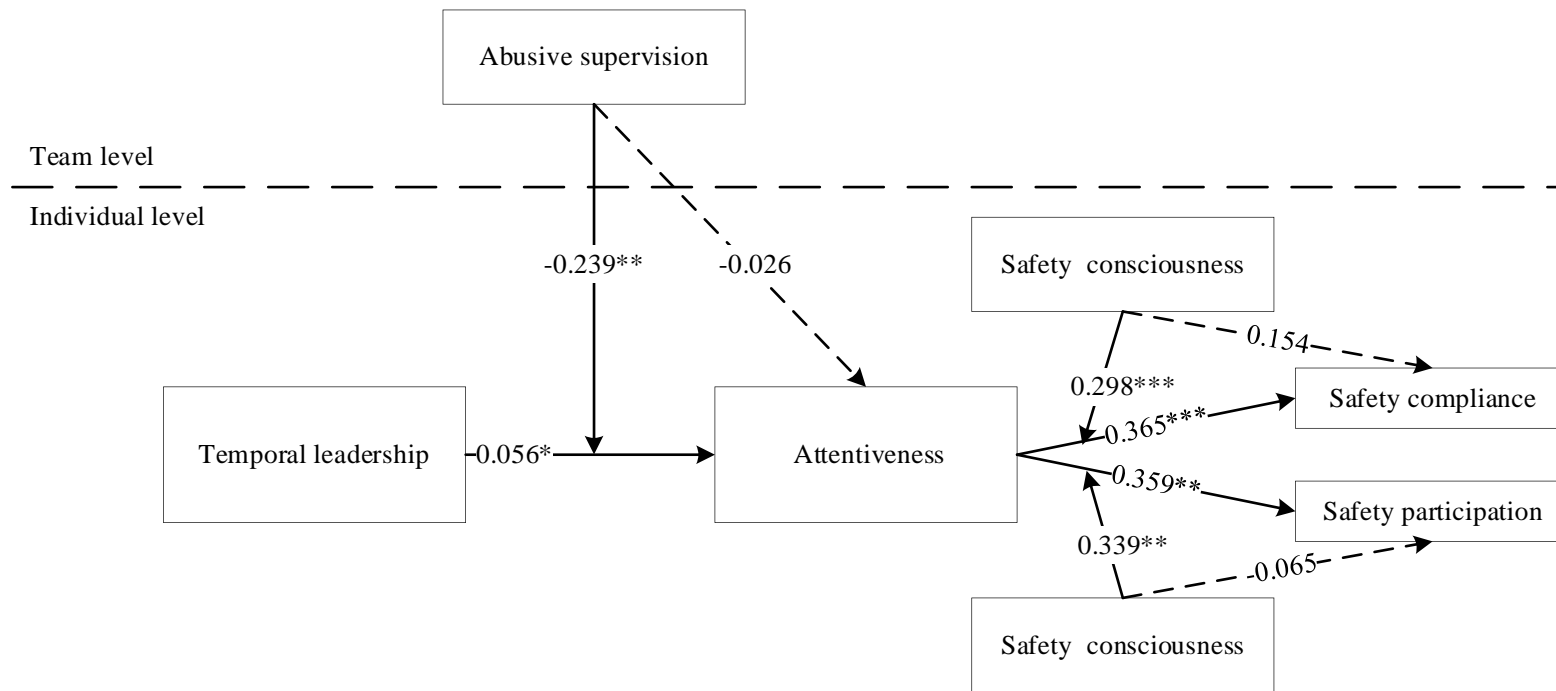 Abusive supervision
Team level
Individual level
-0.239**
-0.026
Safety consciousness
0.154
0.298***
Safety compliance
0.365***
Temporal leadership
-0.056*
Attentiveness
0.359**
Safety participation
0.339**
-0.065
Safety consciousness